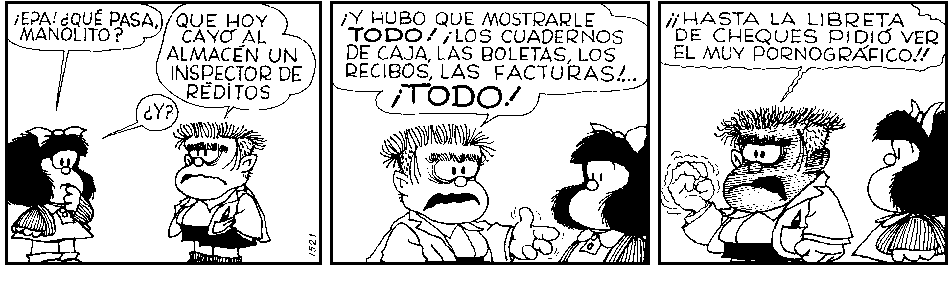 ¡EPA! ¿QUÉ PASA,
MANOLITO?
QUE HOY
CAYÓ AL
ALMACÉN UN
INSPECTOR DE
RÉDITOS
¿Y?
1521
¡Y HUBO QUE MOSTRARLE
TODO! ¡LOS CUADERNOS
DE CAJA, LAS BOLETAS, LOS
RECIBOS, LAS FACTURAS!...
¡TODO!
¡¡HASTA LA LIBRETA
DE CHEQUES PIDIÓ VER
EL MUY PORNOGRÁFICO!!